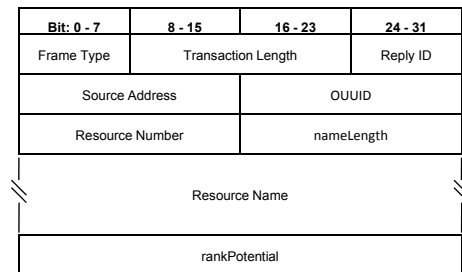 Bit: 0 - 7 8 - 15 16 - 23 24 - 31
Frame Type Transaction Length Reply ID
Source Address OUUID
Resource Number nameLength
Resource Name
rankPotential